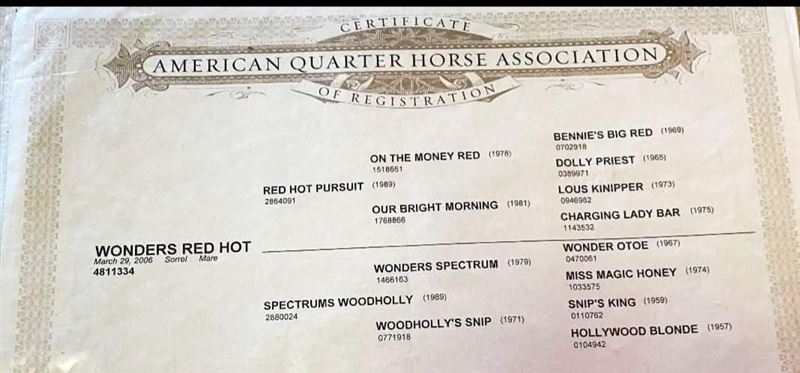 CERTIFICATE
AMERICAN QUARTER HORSE ASSOCIATION
OF REGISTRATION
BENNIE'S BIG RED (1969)
0702918
ON THE MONEY RED (1978)
1518651
DOLLY PRIEST (1965)
0389971
RED HOT PURSUIT (1989)
2864091
LOUS KINIPPER (1973)
0946982
OUR BRIGHT MORNING (1981)
1768866
CHARGING LADY BAR (1975)
1143532
WONDERS RED HOT
March 29, 2006 Sorrel Mare
4811334
WONDER OTOE (1967)
0470061
WONDERS SPECTRUM (1979)
1466163
MISS MAGIC HONEY (1974)
1033575
SPECTRUMS WOODHOLLY (1989)
2880024
SNIP'S KING (1959)
0110762
WOODHOLLY'S SNIP (1971)
0771918
HOLLYWOOD BLONDE (1957)
0104942